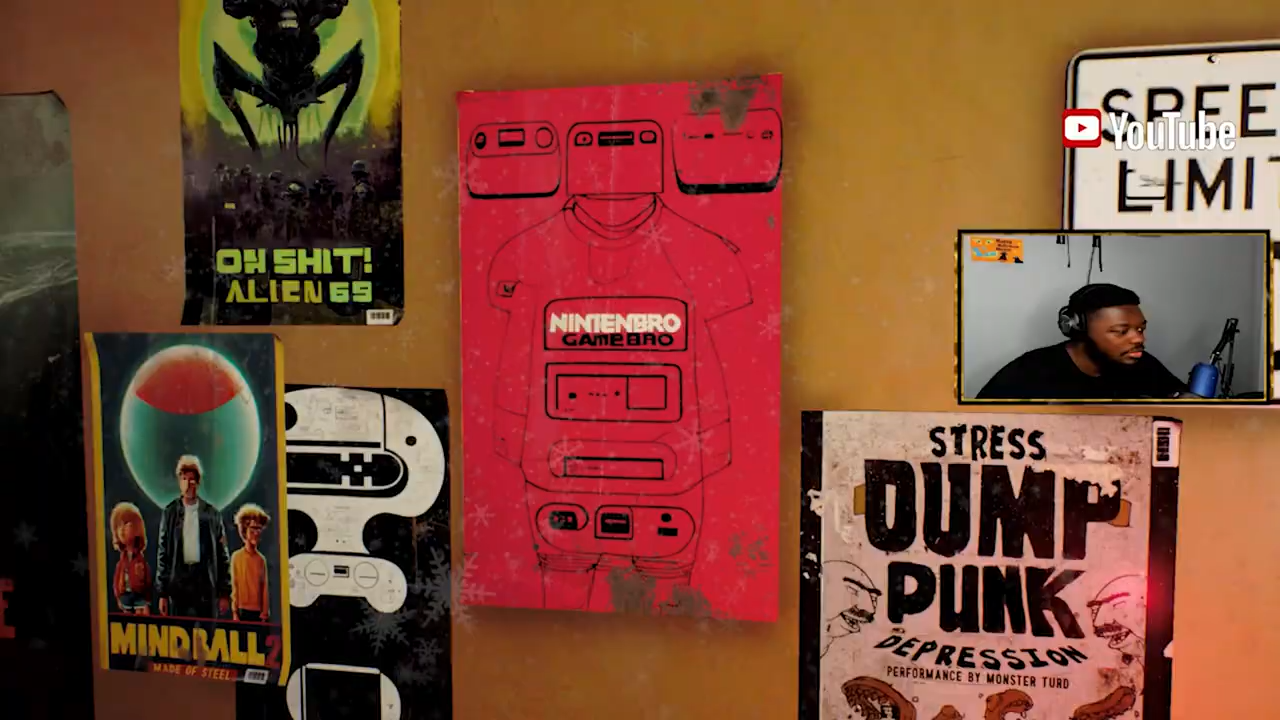 OH SHIT!
ALIEN 69
MINDBALL 2
MADE OF STEEL
NINTENBRO
GAMEBRO
SPEE
LIMIT
YouTube
STRESS
DUMP
PUNK
DEPRESSION
PERFORMANCE BY MONSTER TURD